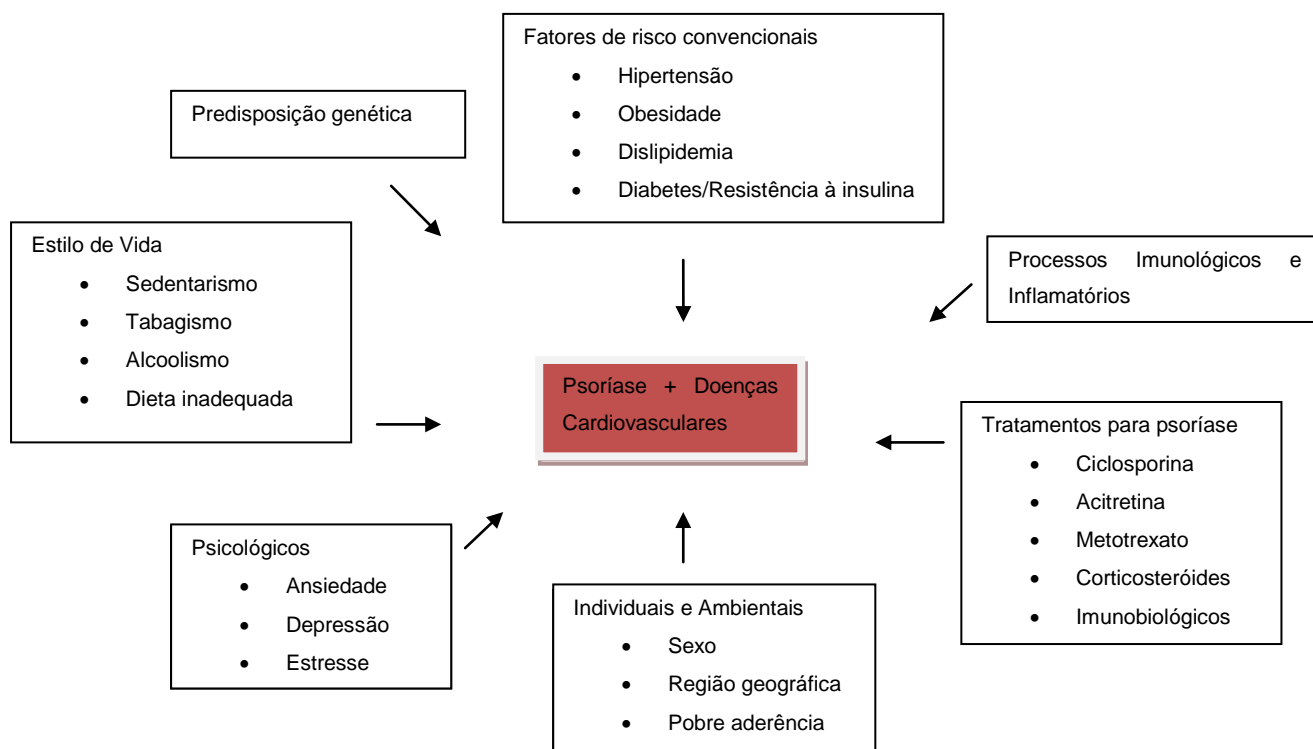 Fatores de risco convencionais
• Hipertensão
• Obesidade
• Dislipidemia
• Diabetes/Resistência à insulina
Predisposição genética
Estilo de Vida
• Sedentarismo
• Tabagismo
• Alcoolismo
• Dieta inadequada
Processos Imunológicos e
Inflamatórios
Psoríase + Doenças
Cardiovasculares
Tratamentos para psoríase
• Ciclosporina
• Acitretina
• Metotrexato
• Corticosteróides
• Imunobiológicos
Psicológicos
• Ansiedade
• Depressão
• Estresse
Individuais e Ambientais
• Sexo
• Região geográfica
• Pobre aderência